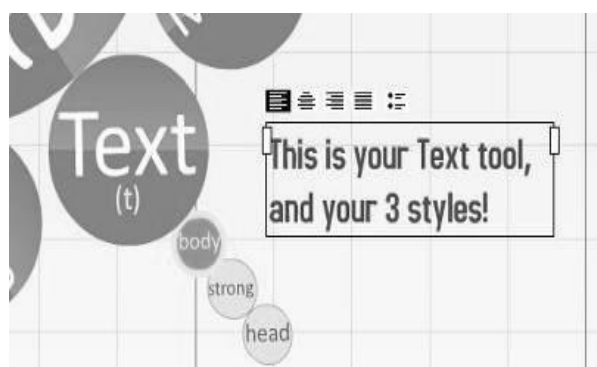 Text
(t)
body
strong
head
This is your Text tool,
and your 3 styles!